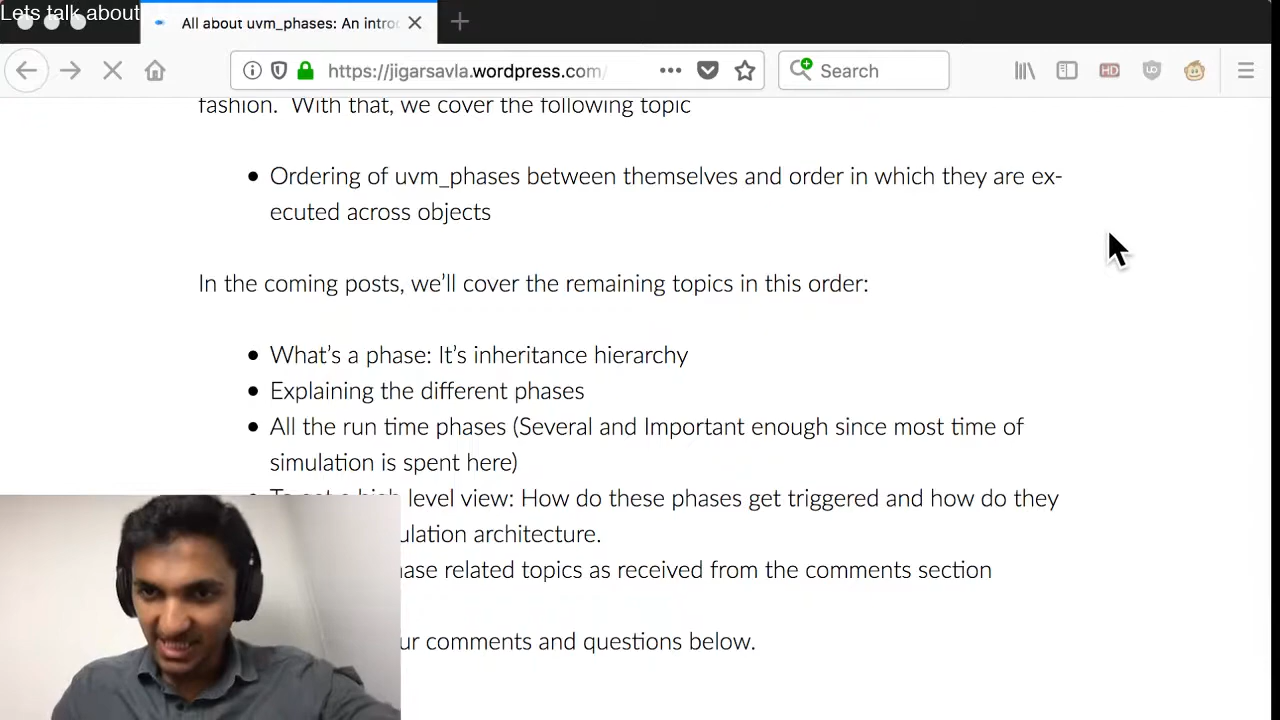 Lets talk about
All about uvm_phases: An intro
https://jigarsavla.wordpress.com/
Search
HD
fashion.  With that, we cover the following topic
Ordering of uvm_phases between themselves and order in which they are ex-
ecuted across objects
In the coming posts, we'll cover the remaining topics in this order:
What's a phase: It's inheritance hierarchy
Explaining the different phases
All the run time phases (Several and Important enough since most time of
simulation is spent here)
level view: How do these phases get triggered and how do they
ulation architecture.
hase related topics as received from the comments section
ur comments and questions below.